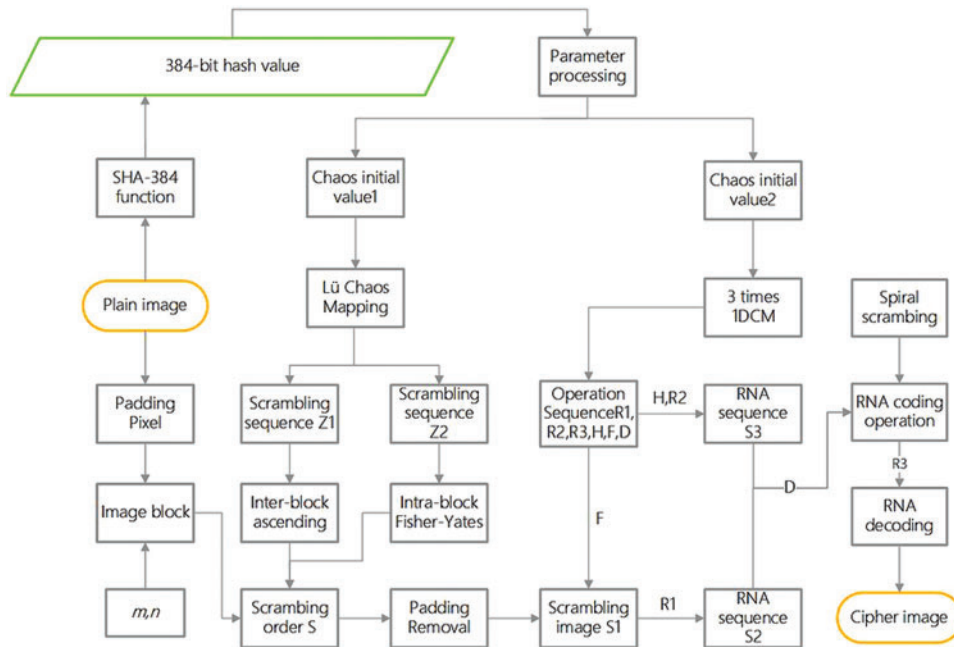 384-bit hash value
Parameter
processing
SHA-384
function
Chaos initial
value1
Chaos initial
value2
Plain image
Lü Chaos
Mapping
3 times
1DCM
Spiral
scrambing
Padding
Pixel
Scrambling
sequence Z1
Scrambling
sequence
Z2
Operation
SequenceR1,
R2,R3,H,F,D
H,R2
RNA
sequence
S3
RNA coding
operation
D
R3
Image block
Inter-block
ascending
Intra-block
Fisher-Yates
F
RNA
decoding
m,n
Scrambing
order S
Padding
Removal
Scrambling
image S1
R1
RNA
sequence
S2
Cipher image